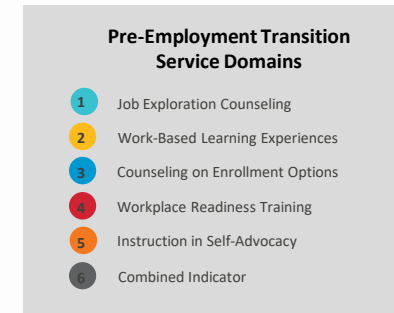 Pre-Employment Transition
Service Domains
1 Job Exploration Counseling
2 Work-Based Learning Experiences
3 Counseling on Enrollment Options
4 Workplace Readiness Training
5 Instruction in Self-Advocacy
6 Combined Indicator